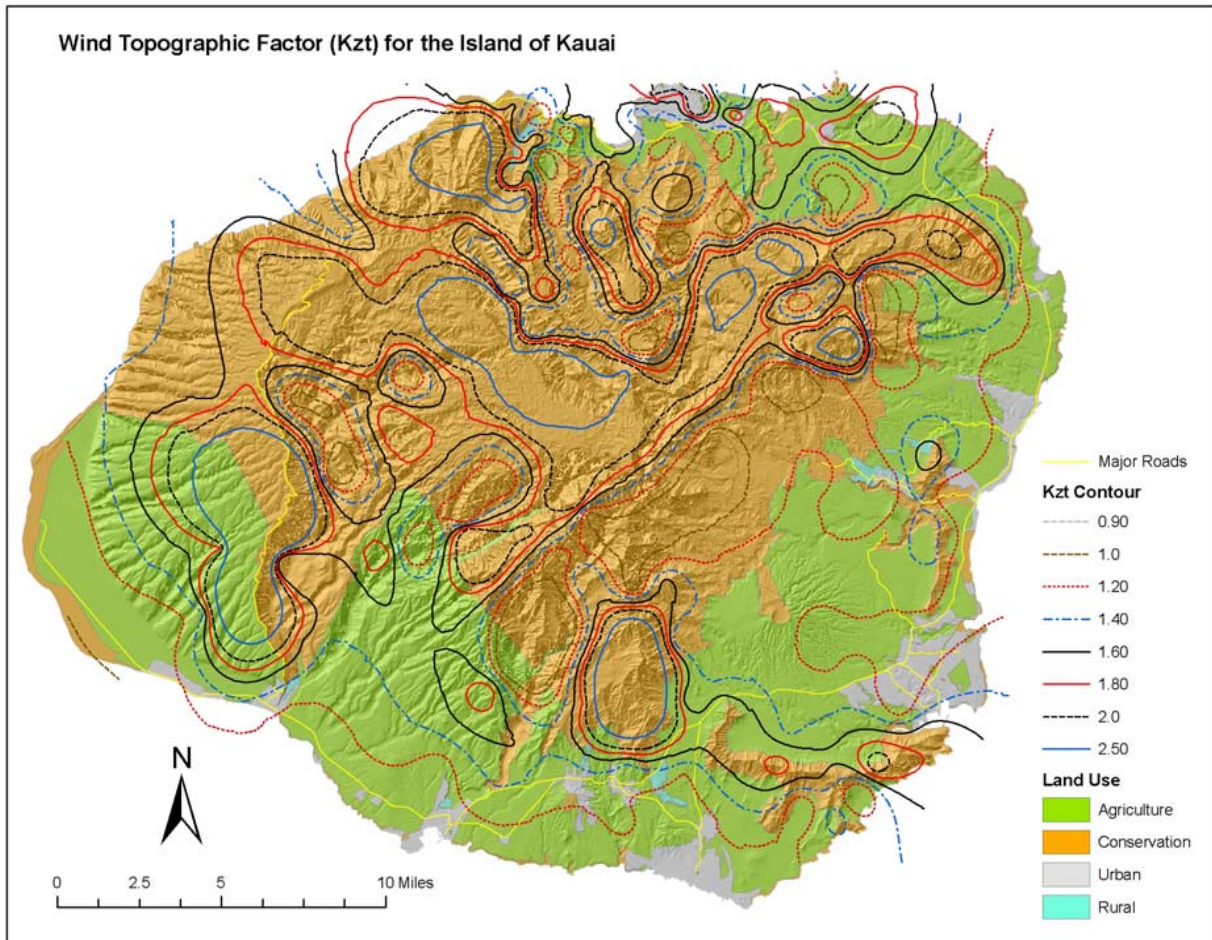 Wind Topographic Factor (Kzt) for the Island of Kauai
Major Roads
Kzt Contour
0.90
1.0
1.20
1.40
1.60
1.80
2.0
2.50
Land Use
Agriculture
Conservation
Urban
Rural
N
0 2.5 5 10 Miles